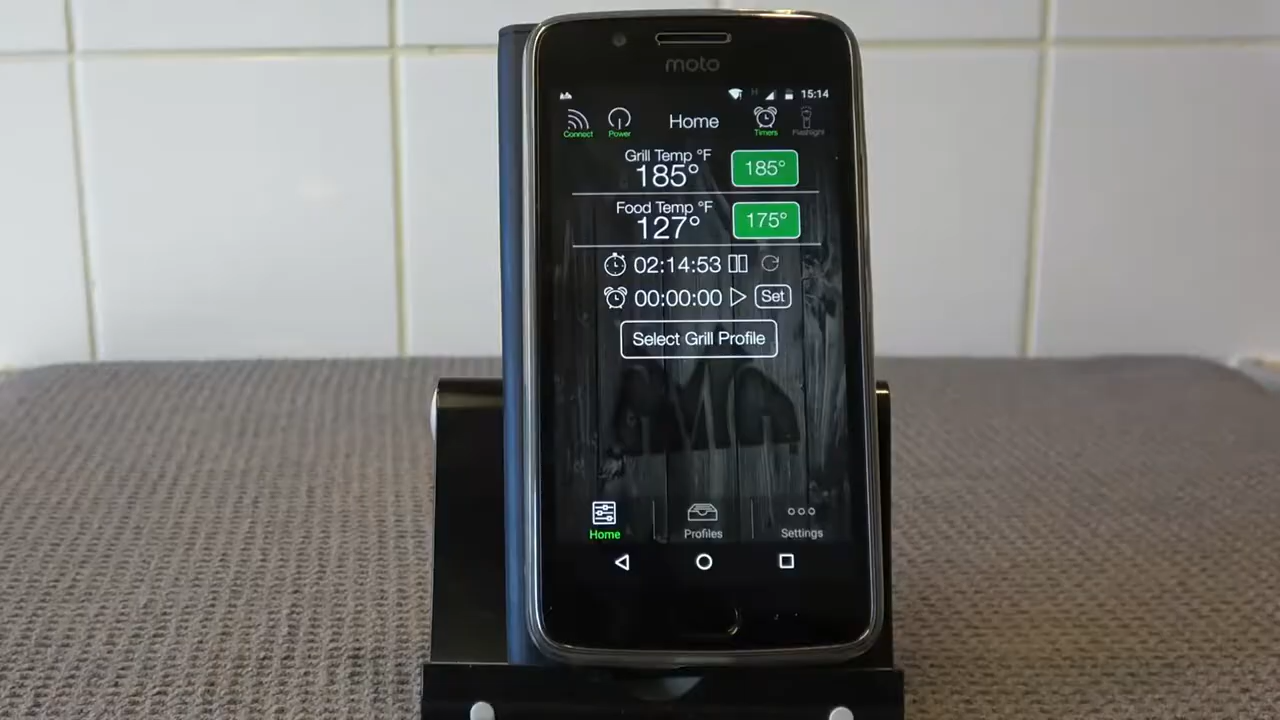 moto
H 15:14
Connect Power Home Timers Flashlight
Grill Temp °F
185° 185°
Food Temp °F
127° 175°
02:14:53
00:00:00 Set
Select Grill Profile
Home Profiles Settings